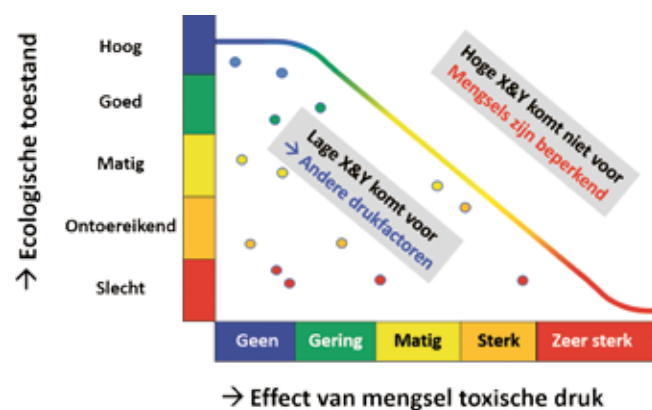 → Ecologische toestand
Hoog
Goed
Matig
Ontoereikend
Slecht
Hoge X&Y komt niet voor
Mengsels zijn beperkend
Lage X&Y komt voor
→ Andere drukfactoren
Geen
Gering
Matig
Sterk
Zeer sterk
→ Effect van mengsel toxische druk